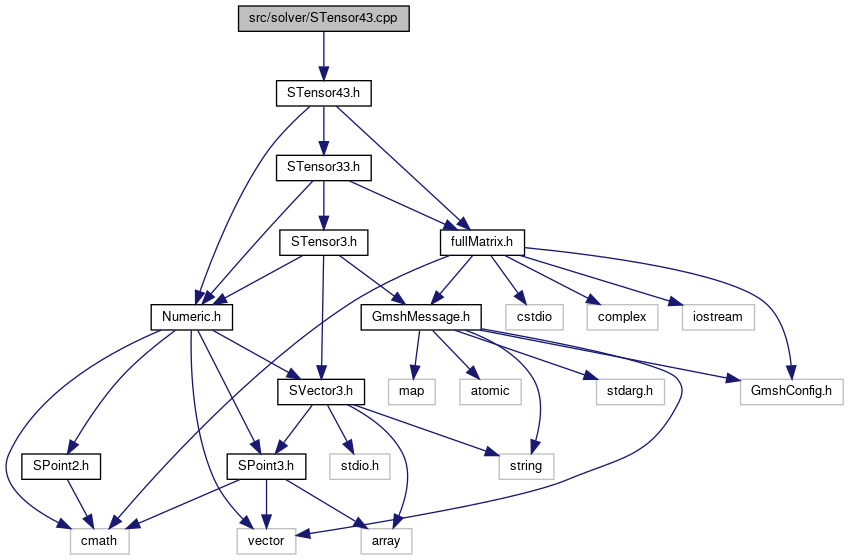 src/solver/STensor43.cpp
STensor43.h
STensor33.h
STensor3.h
fullMatrix.h
Numeric.h
GmshMessage.h
cstdio
complex
iostream
SVector3.h
map
atomic
stdarg.h
GmshConfig.h
SPoint2.h
SPoint3.h
stdio.h
string
cmath
vector
array